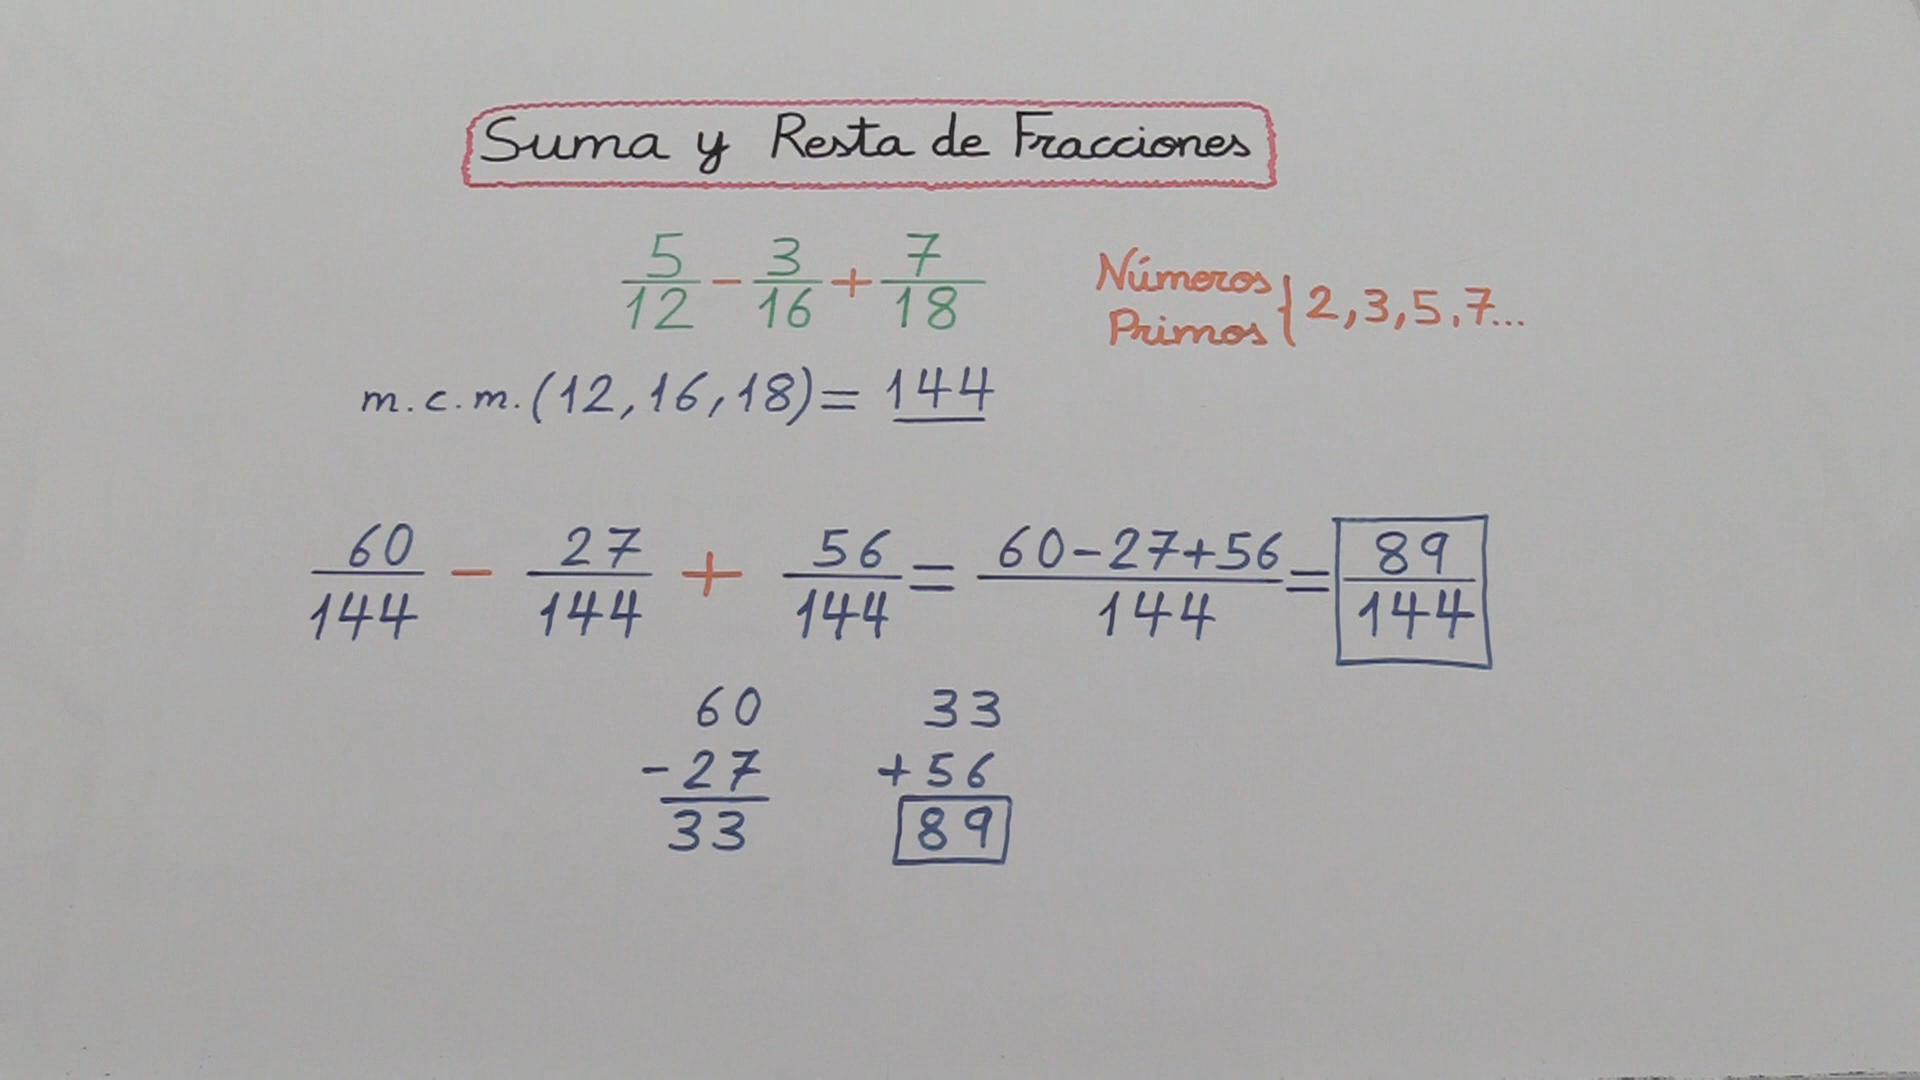 Suma y Resta de Fracciones
5/12 - 3/16 + 7/18
Números Primos { 2, 3, 5, 7...
m.c.m. (12, 16, 18) = 144
60/144 - 27/144 + 56/144 = 60-27+56/144 = 89/144
60
-27
33
33
+56
89